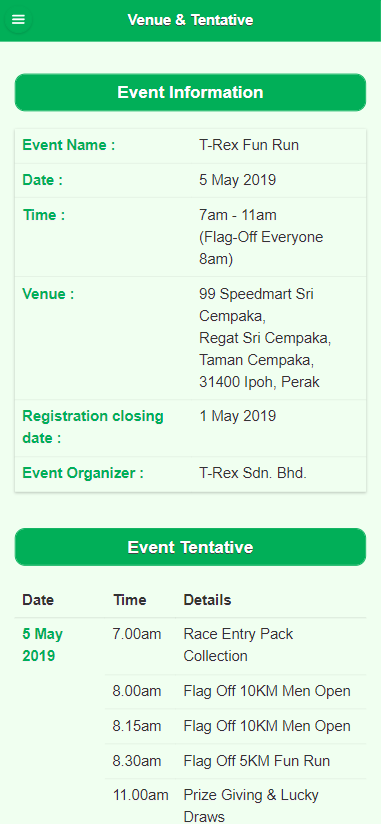 Venue & Tentative
Event Information
Event Name : T-Rex Fun Run
Date : 5 May 2019
Time : 7am - 11am
(Flag-Off Everyone
8am)
Venue : 99 Speedmart Sri
Cempaka,
Regat Sri Cempaka,
Taman Cempaka,
31400 Ipoh, Perak
Registration closing
date :
1 May 2019
Event Organizer : T-Rex Sdn. Bhd.
Event Tentative
Date Time Details
5 May
2019
7.00am Race Entry Pack
Collection
8.00am Flag Off 10KM Men Open
8.15am Flag Off 10KM Men Open
8.30am Flag Off 5KM Fun Run
11.00am Prize Giving & Lucky
Draws